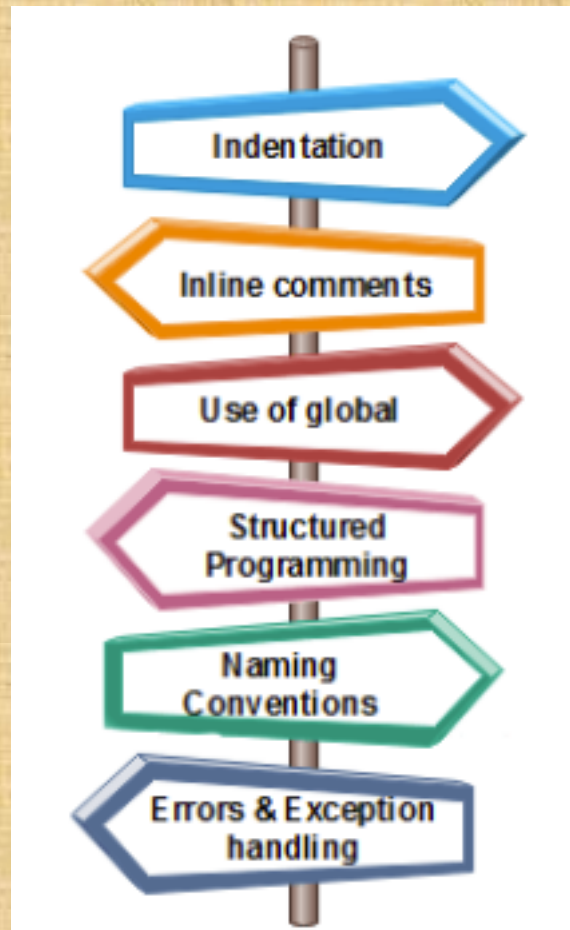 Indentation
Inline comments
Use of global
Structured
Programming
Naming
Conventions
Errors & Exception
handling